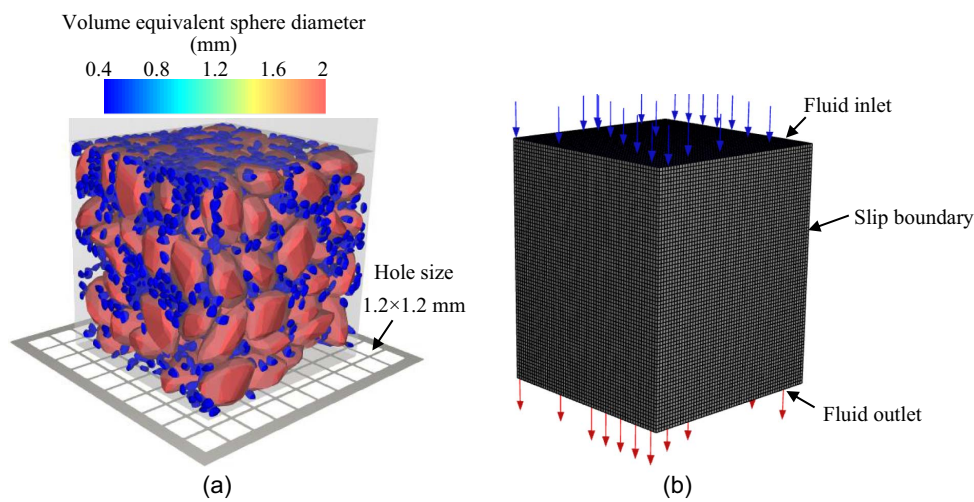 Volume equivalent sphere diameter
(mm)
0.4 0.8 1.2 1.6 2
Hole size
1.2×1.2 mm
(a)
Fluid inlet
Slip boundary
Fluid outlet
(b)